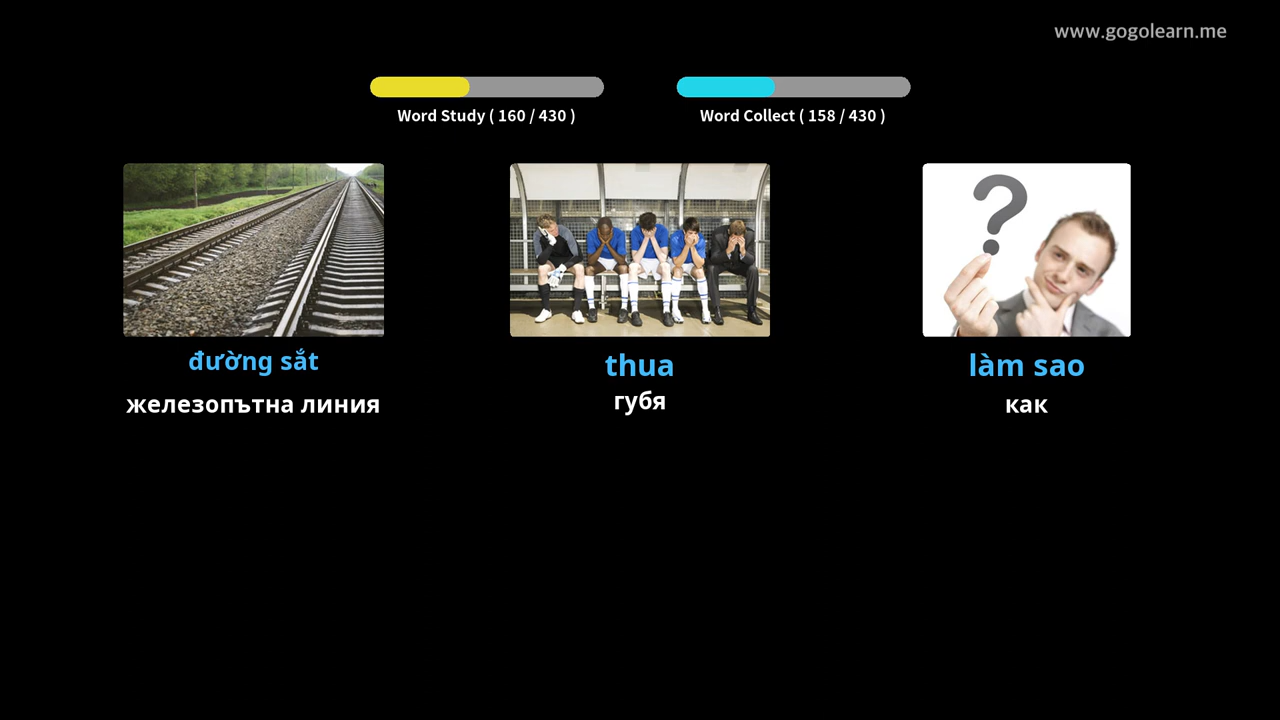 www.gogolearn.me
Word Study ( 160 / 430 )
Word Collect ( 158 / 430 )
đường sắt
железопътна линия
thua
губя
làm sao
как